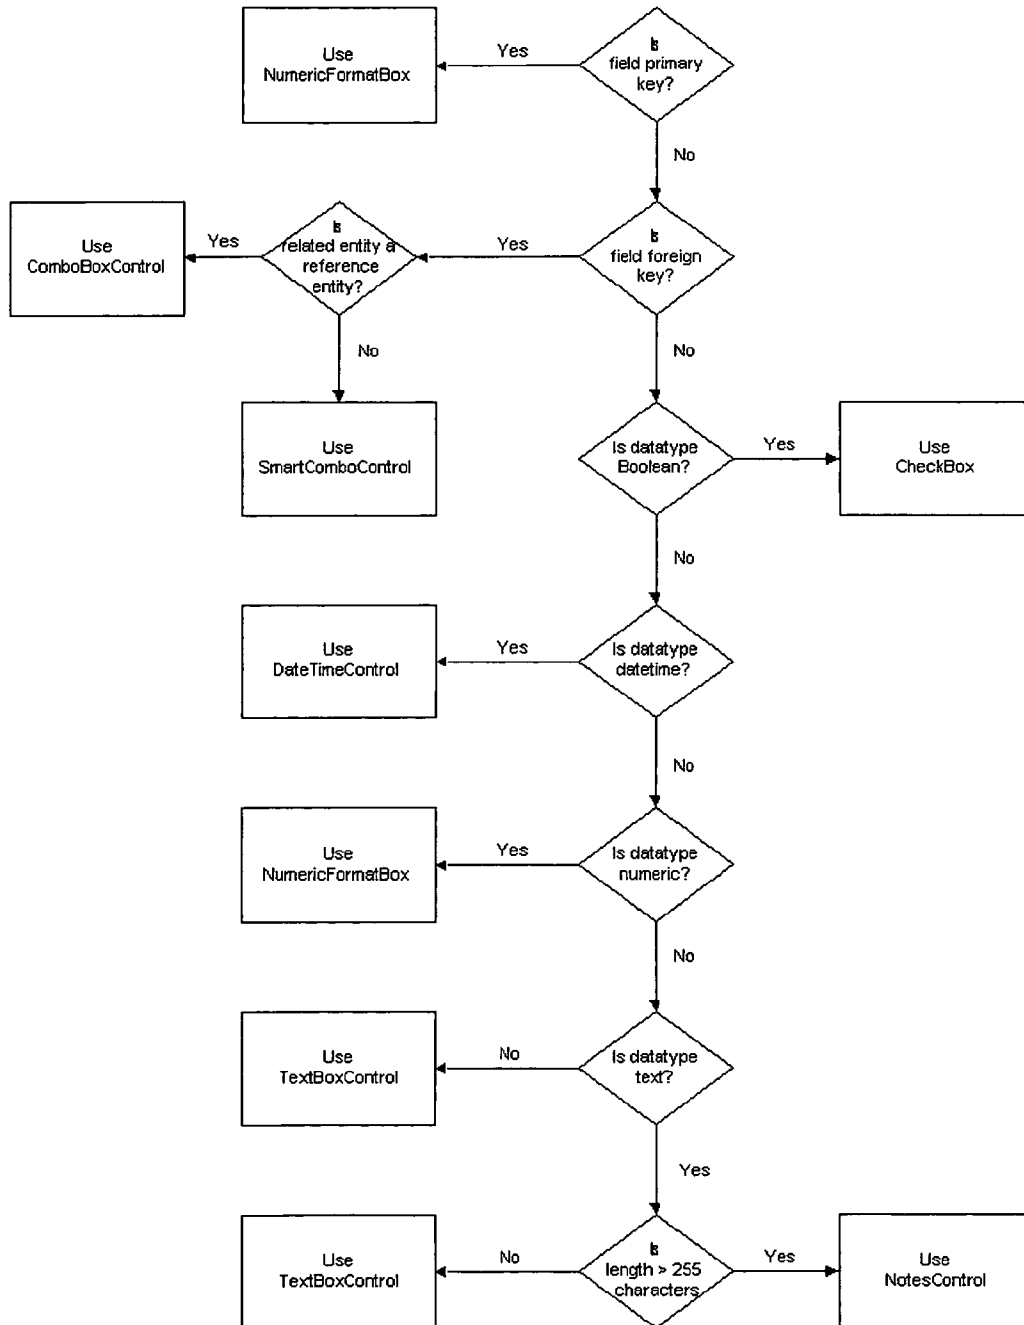 Use
NumericFormatBox
Yes
Is
field primary
key?
No
Use
ComboBoxControl
Yes
Is
related entity a
reference
entity?
Yes
Is
field foreign
key?
No
No
Use
SmartComboControl
Is datatype
Boolean?
Yes
Use
CheckBox
No
Use
DateTimeControl
Yes
Is datatype
datetime?
No
Use
NumericFormatBox
Yes
Is datatype
numeric?
No
Use
TextBoxControl
No
Is datatype
text?
Yes
Use
TextBoxControl
No
Is
length > 255
characters
Yes
Use
NotesControl